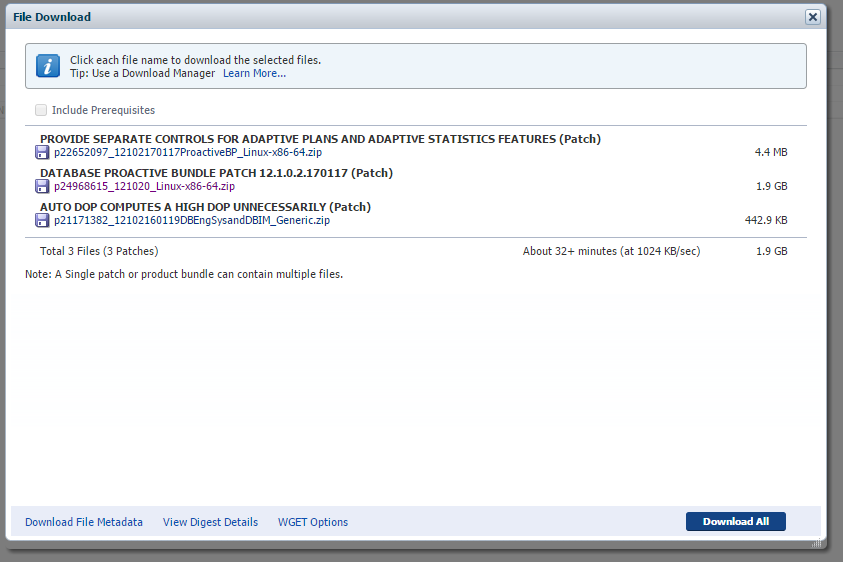 File Download
Click each file name to download the selected files.
Tip: Use a Download Manager Learn More...
Include Prerequisites
PROVIDE SEPARATE CONTROLS FOR ADAPTIVE PLANS AND ADAPTIVE STATISTICS FEATURES (Patch)
p22652097_12102170117ProactiveBP_Linux-x86-64.zip 4.4 MB
DATABASE PROACTIVE BUNDLE PATCH 12.1.0.2.170117 (Patch)
p24968615_121020_Linux-x86-64.zip 1.9 GB
AUTO DOP COMPUTES A HIGH DOP UNNECESSARILY (Patch)
p21171382_12102160119DBEngSysandDBIM_Generic.zip 442.9 KB
Total 3 Files (3 Patches) About 32+ minutes (at 1024 KB/sec) 1.9 GB
Note: A Single patch or product bundle can contain multiple files.
Download File Metadata View Digest Details WGET Options Download All